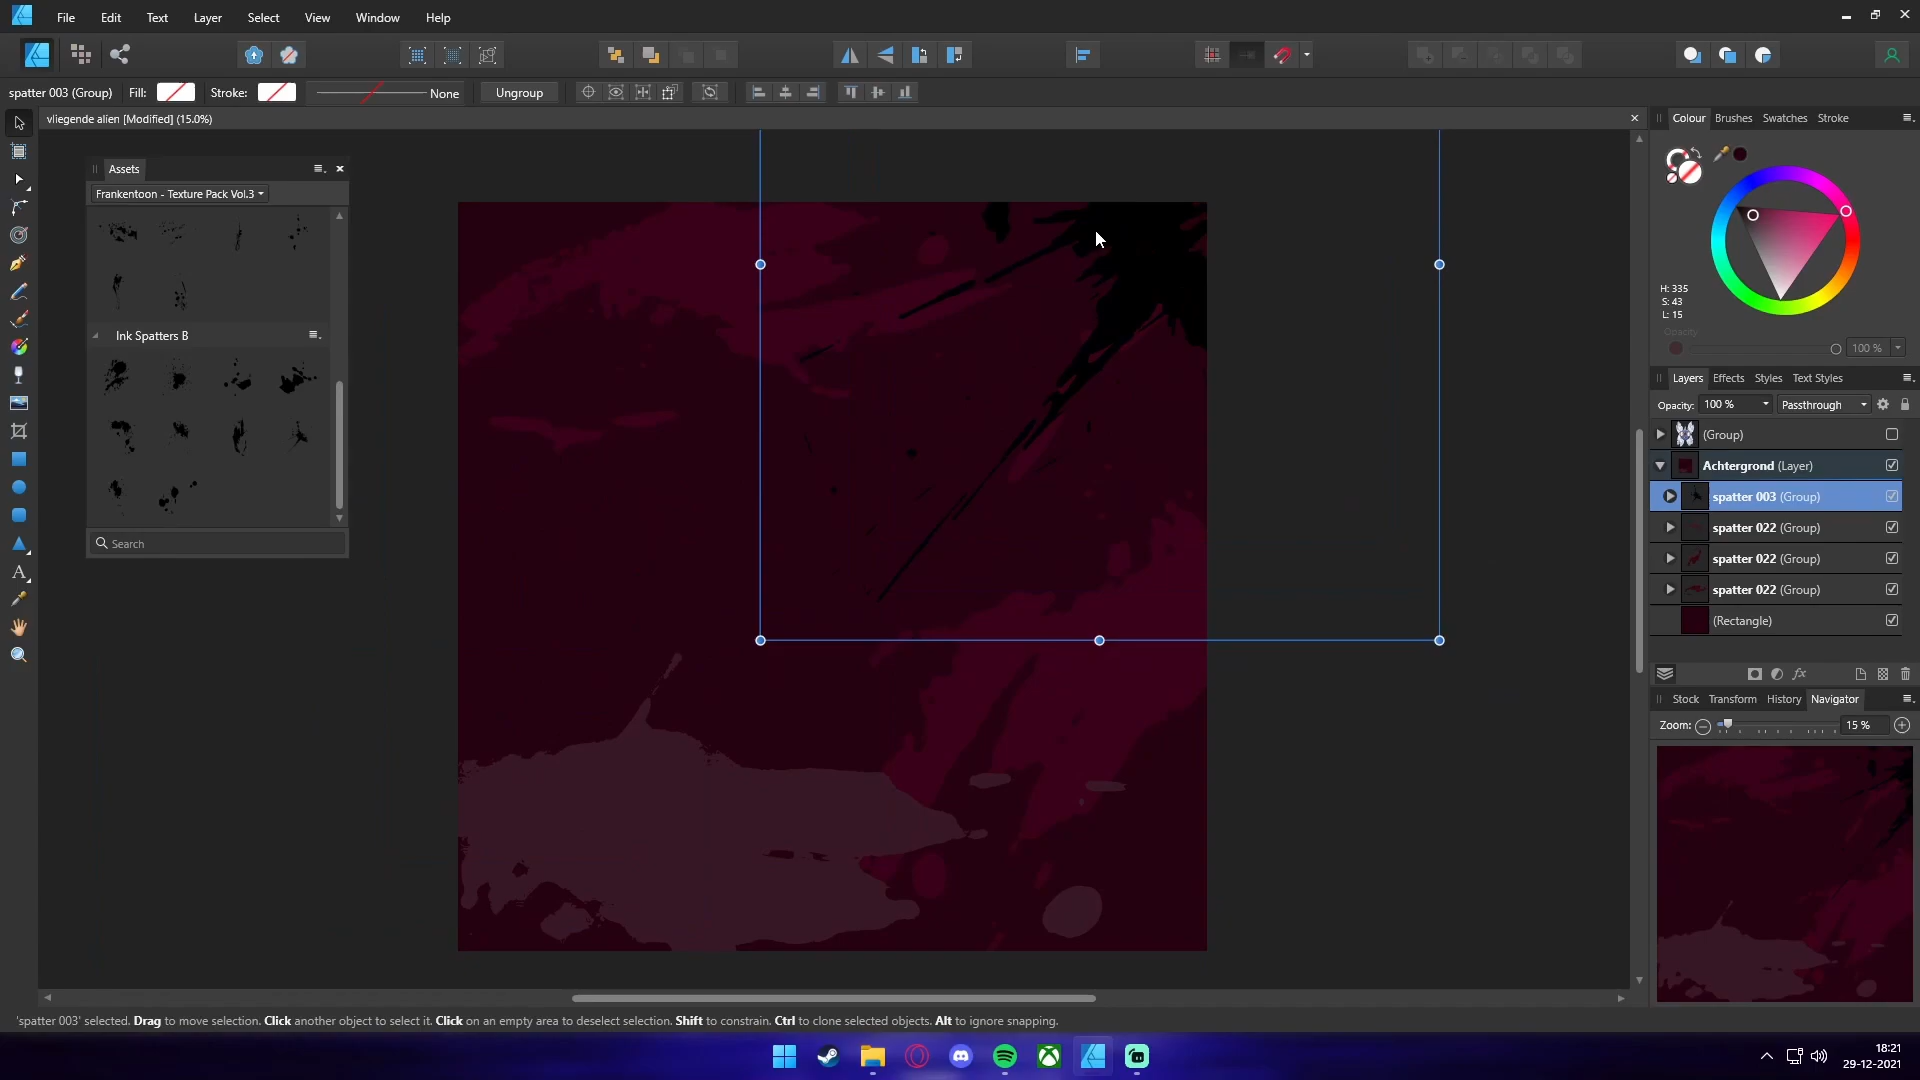 File Edit Text Layer Select View Window Help
spatter 003 (Group) Fill: Stroke: None Ungroup
vliegende alien [Modified] (15.0%)
Assets
Frankentoon - Texture Pack Vol.3
Ink Spatters B
Search
Colour Brushes Swatches Stroke
H: 335
S: 43
L: 15
Opacity
100 %
Layers Effects Styles Text Styles
Opacity: 100 % Passthrough
(Group)
Achtergrond (Layer)
spatter 003 (Group)
spatter 022 (Group)
spatter 022 (Group)
spatter 022 (Group)
(Rectangle)
Stock Transform History Navigator
Zoom: 15 %
'spatter 003' selected. Drag to move selection. Click another object to select it. Click on an empty area to deselect selection. Shift to constrain. Ctrl to clone selected objects. Alt to ignore snapping.
18:21
29-12-2021